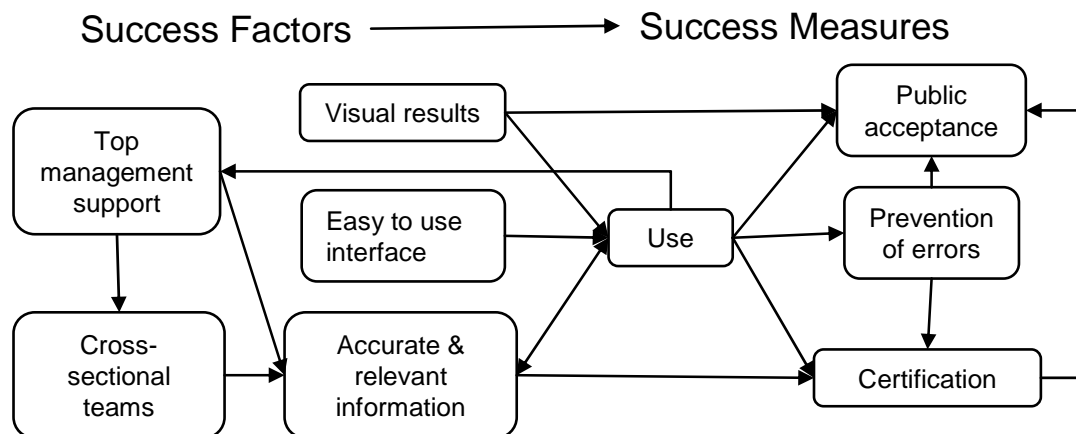 Success Factors
Success Measures
Visual results
Public
acceptance
Top
management
support
Easy to use
interface
Use
Prevention
of errors
Cross-
sectional
teams
Accurate &
relevant
information
Certification